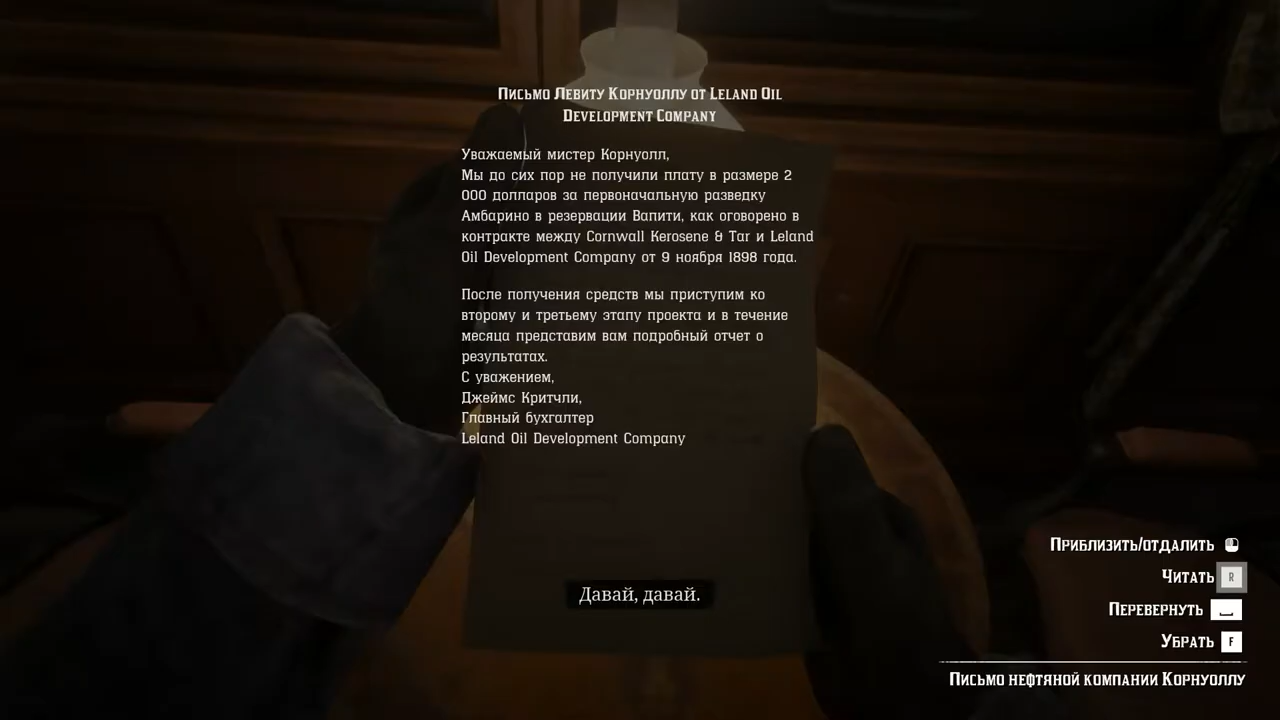 Письмо Левиту Корнуоллу от Leland Oil
Development Company
Уважаемый мистер Корнуолл,
Мы до сих пор не получили плату в размере 2
000 долларов за первоначальную разведку
Амбарино в резервации Вапити, как оговорено в
контракте между Cornwall Kerosene & Tar и Leland
Oil Development Company от 9 ноября 1898 года.
После получения средств мы приступим ко
второму и третьему этапу проекта и в течение
месяца представим вам подробный отчет о
результатах.
С уважением,
Джеймс Критчли,
Главный бухгалтер
Leland Oil Development Company
Давай, давай.
Приблизить/отдалить
Читать R
Перевернуть
Убрать F
Письмо нефтяной компании Корнуоллу